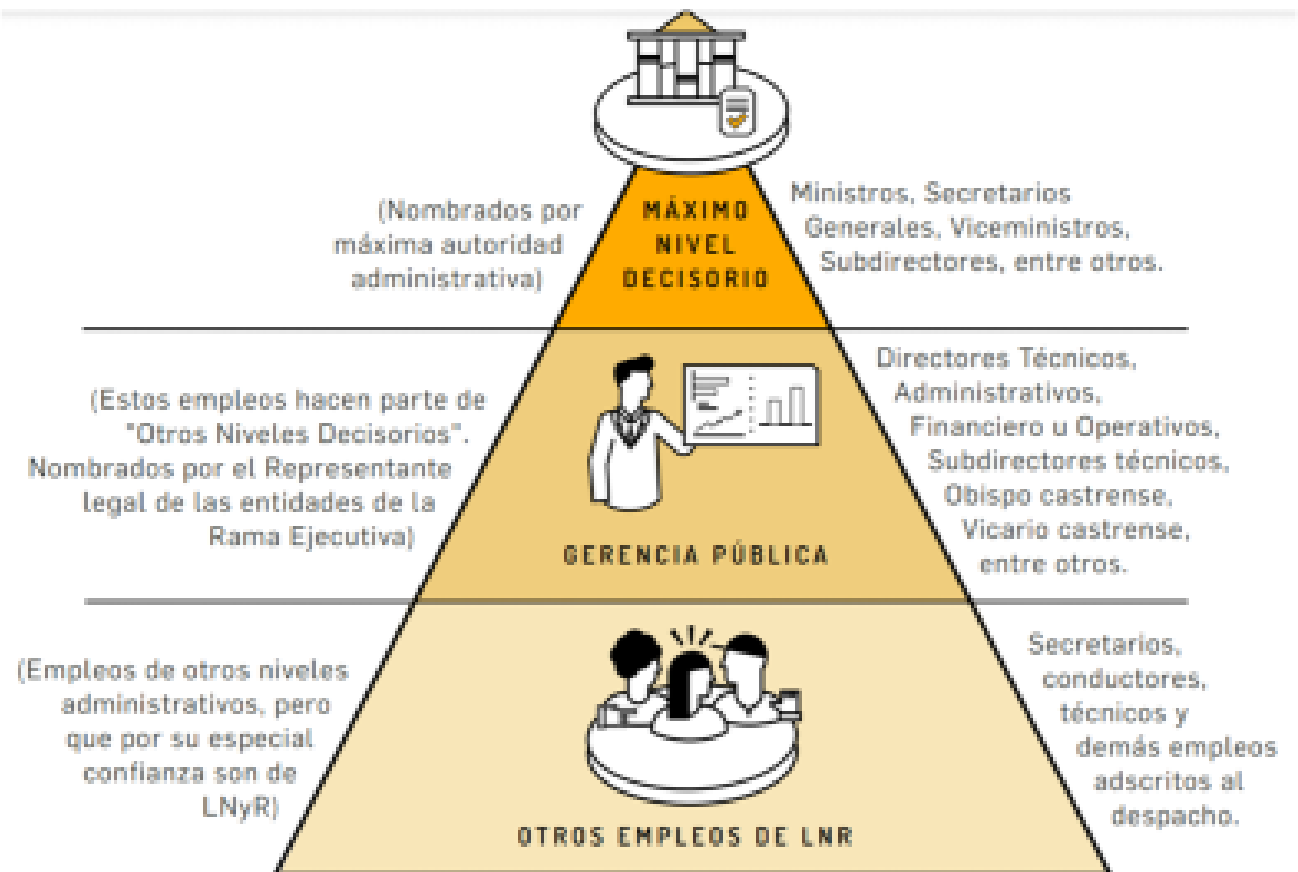 (Nombrados por
máxima autoridad
administrativa)
MÁXIMO
NIVEL
DECISORIO
Ministros, Secretarios
Generales, Viceministros,
Subdirectores, entre otros.
(Estos empleos hacen parte de
"Otros Niveles Decisorios".
Nombrados por el Representante
legal de las entidades de la
Rama Ejecutiva)
GERENCIA PÚBLICA
Directores Técnicos,
Administrativos,
Financiero u Operativos,
Subdirectores técnicos,
Obispo castrense,
Vicario castrense,
entre otros.
(Empleos de otros niveles
administrativos, pero
que por su especial
confianza son de
LNyR)
OTROS EMPLEOS DE LNR
Secretarios,
conductores,
técnicos y
demás empleos
adscritos al
despacho.